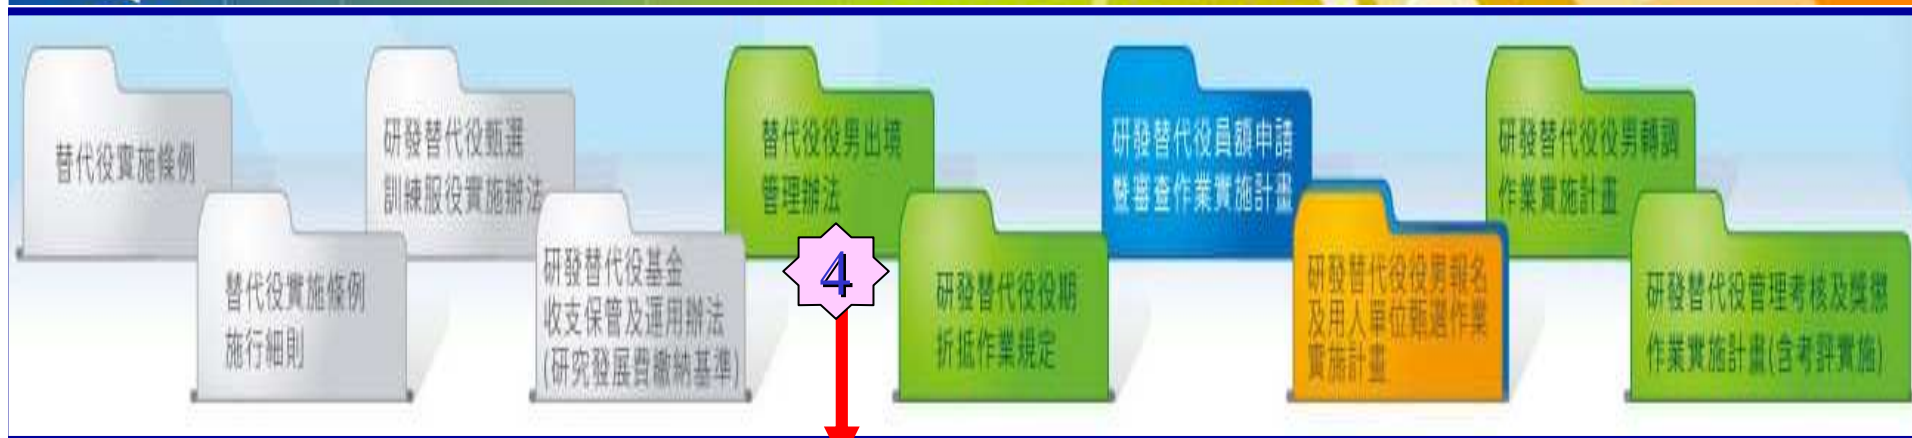 替代役實施條例
研發替代役甄選
訓練服役實施辦法
替代役役男出境
管理辦法
研發替代役員額申請
暨審查作業實施計畫
研發替代役役男轉調
作業實施計畫
替代役實施條例
施行細則
研發替代役基金
收支保管及運用辦法
(研究發展費繳納基準)
4
研發替代役役期
折抵作業規定
研發替代役役男報名
及用人單位甄選作業
實施計畫
研發替代役管理考核及獎懲
作業實施計畫(含考評實施)